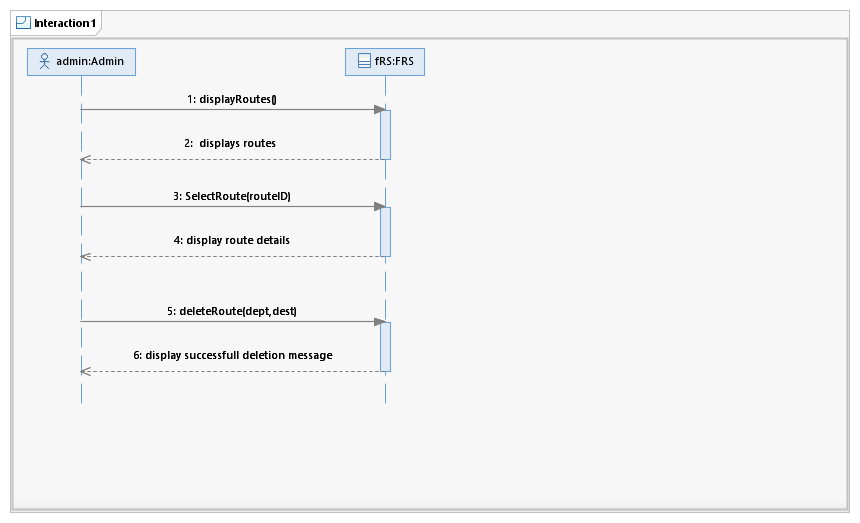 Interaction1
admin:Admin
fRS:FRS
1: displayRoutes()
2: displays routes
3: SelectRoute(routeID)
4: display route details
5: deleteRoute(dept,dest)
6: display successfull deletion message